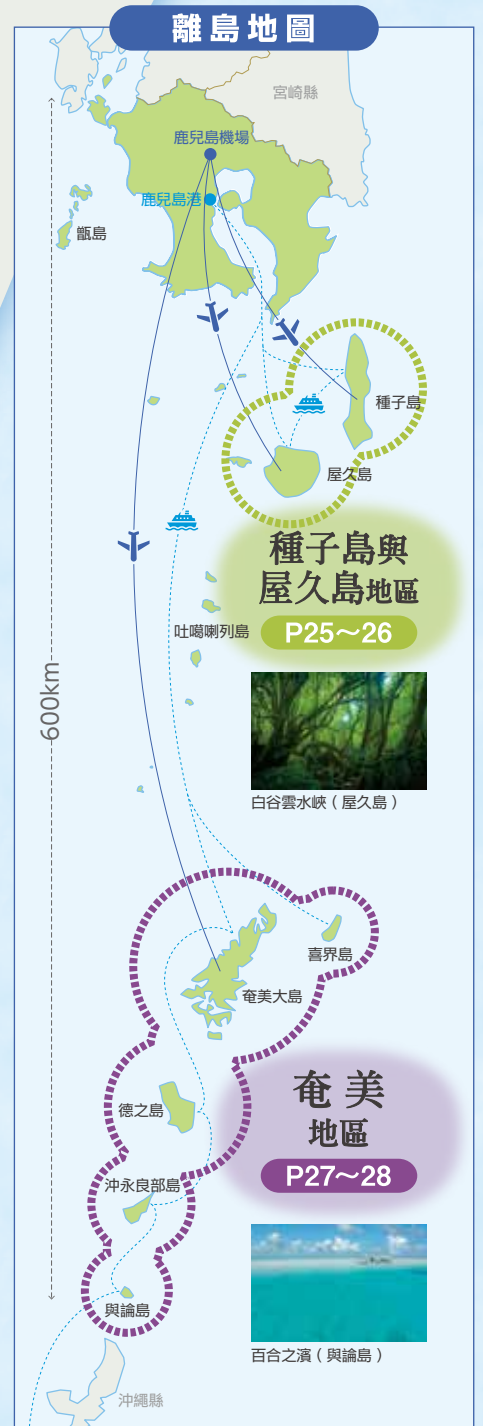 離島地圖
宮崎縣
鹿兒島機場
鹿兒島港
甑島
種子島
屋久島
種子島與
屋久島地區
P25～26
吐噶喇列島
600km
白谷雲水峽（屋久島）
喜界島
奄美大島
奄美
地區
德之島
P27～28
沖永良部島
與論島
百合之濱（與論島）
沖繩縣